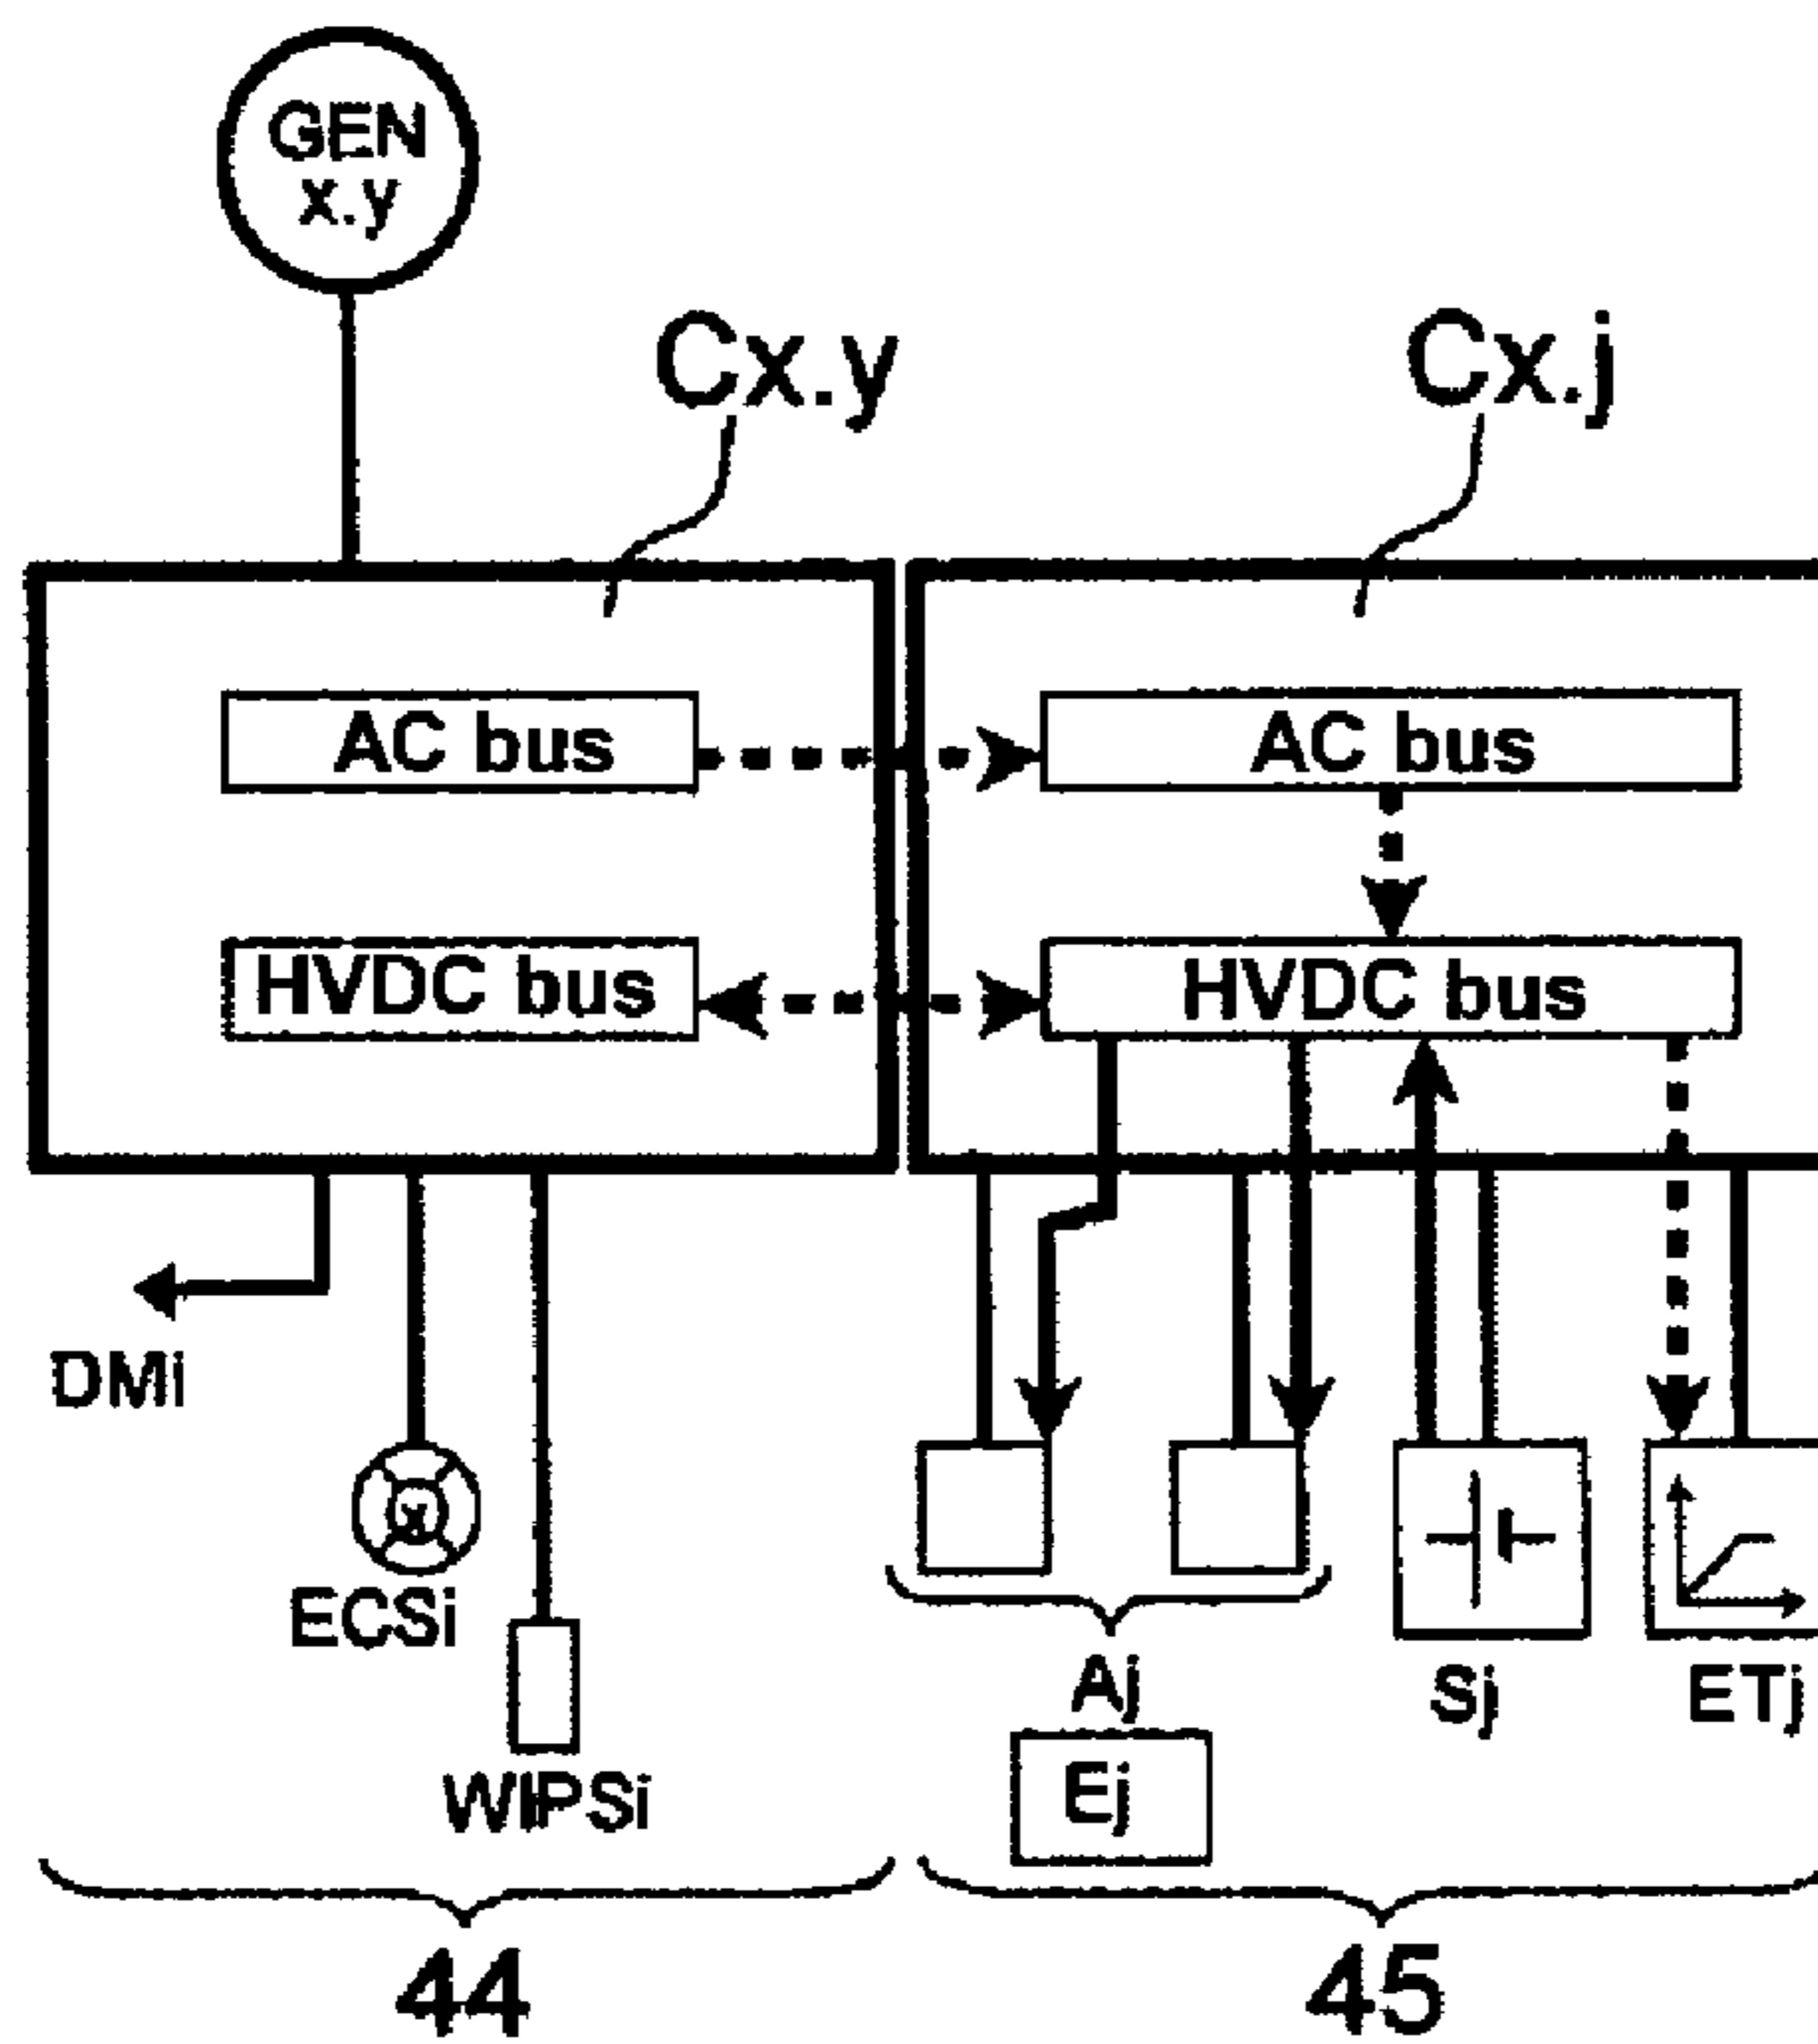 GEN
x.y
Cx.y
Cx.j
AC bus
AC bus
HVDC bus
HVDC bus
DMi
ECSi
WIPSi
Aj
Ej
Sj
ETj
44
45